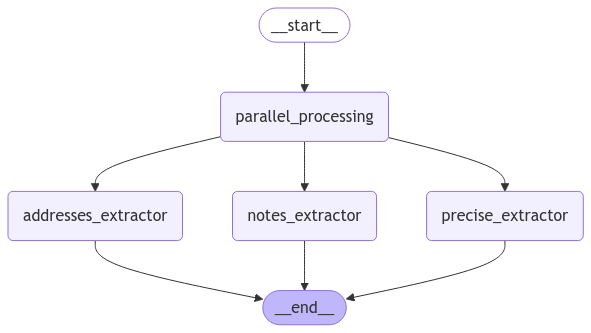 __start__
parallel_processing
addresses_extractor
notes_extractor
precise_extractor
__end__